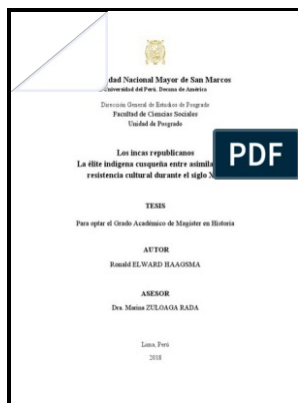 dad Nacional Mayor de San Marcos
Universidad del Perú. Decana de América
Dirección General de Estudios de Posgrado
Facultad de Ciencias Sociales
Unidad de Posgrado
Los incas republicanos
La élite indígena cusqueña entre asimila
resistencia cultural durante el siglo X
PDF
TESIS
Para optar el Grado Académico de Magíster en Historia
AUTOR
Ronald ELWARD HAAGSMA
ASESOR
Dra. Marina ZULOAGA RADA
Lima, Perú
2018